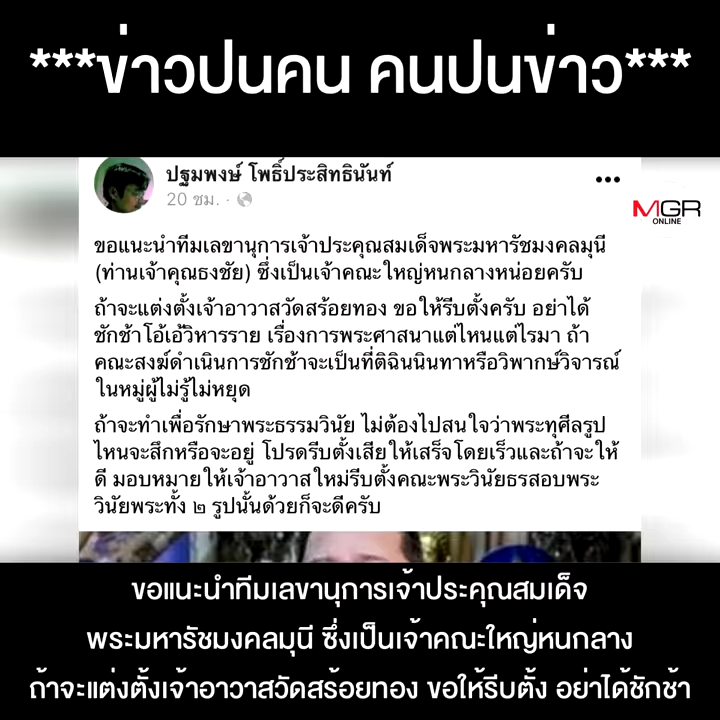 ***ข่าวปนคน คนปนข่าว***
ปฐมพงษ์ โพธิ์ประสิทธินันท์
20 ชม. ·
MGR
ONLINE
ขอแนะนำทีมเลขานุการเจ้าประคุณสมเด็จพระมหารัชมงคลมุนี
(ท่านเจ้าคุณธงชัย) ซึ่งเป็นเจ้าคณะใหญ่หนกลางหน่อยครับ
ถ้าจะแต่งตั้งเจ้าอาวาสวัดสร้อยทอง ขอให้รีบตั้งครับ อย่าได้
ชักช้าโอ้เอ้วิหารราย เรื่องการพระศาสนาแต่ไหนแต่ไรมา ถ้า
คณะสงฆ์ดำเนินการชักช้าจะเป็นที่ติฉินนินทาหรือวิพากษ์วิจารณ์
ในหมู่ผู้ไม่รู้ไม่หยุด
ถ้าจะทำเพื่อรักษาพระธรรมวินัย ไม่ต้องไปสนใจว่าพระทุศีลรูป
ไหนจะสึกหรือจะอยู่ โปรดรีบตั้งเสียให้เสร็จโดยเร็วและถ้าจะให้
ดี มอบหมายให้เจ้าอาวาสใหม่รีบตั้งคณะพระวินัยธรสอบพระ
วินัยพระทั้ง ๒ รูปนั้นด้วยก็จะดีครับ
ขอแนะนำทีมเลขานุการเจ้าประคุณสมเด็จ
พระมหารัชมงคลมุนี ซึ่งเป็นเจ้าคณะใหญ่หนกลาง
ถ้าจะแต่งตั้งเจ้าอาวาสวัดสร้อยทอง ขอให้รีบตั้ง อย่าได้ชักช้า